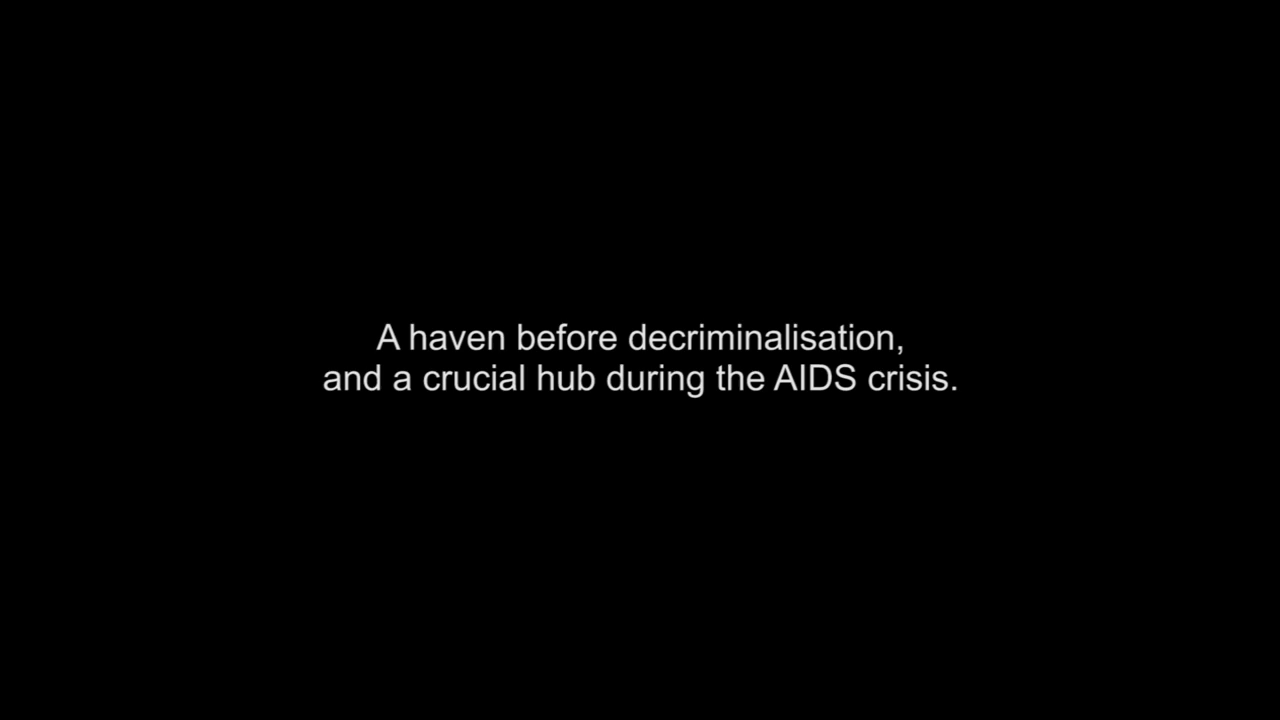 A haven before decriminalisation,
and a crucial hub during the AIDS crisis.